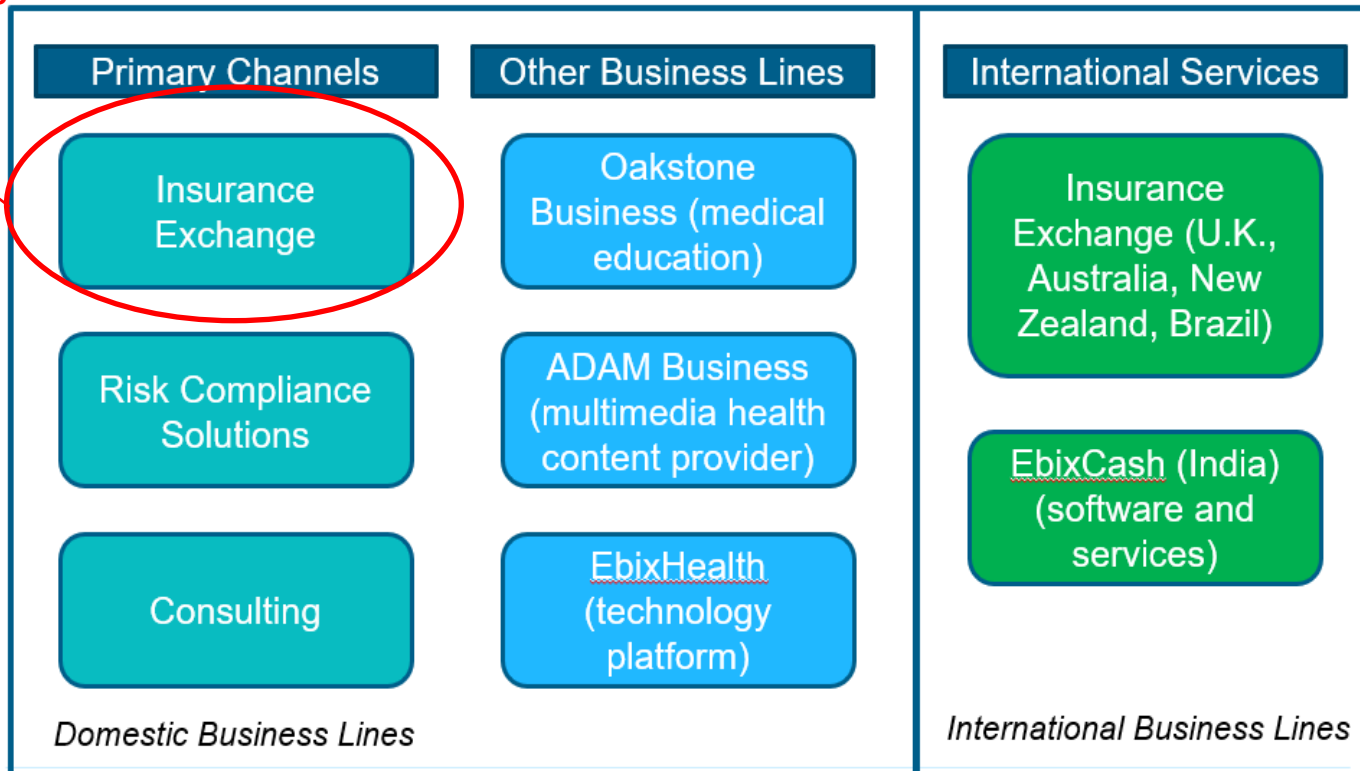 Primary Channels
Insurance
Exchange
Risk Compliance
Solutions
Consulting
Domestic Business Lines
Other Business Lines
Oakstone
Business (medical
education)
ADAM Business
(multimedia health
content provider)
EbixHealth
(technology
platform)
International Services
Insurance
Exchange (U.K.,
Australia, New
Zealand, Brazil)
EbixCash (India)
(software and
services)
International Business Lines